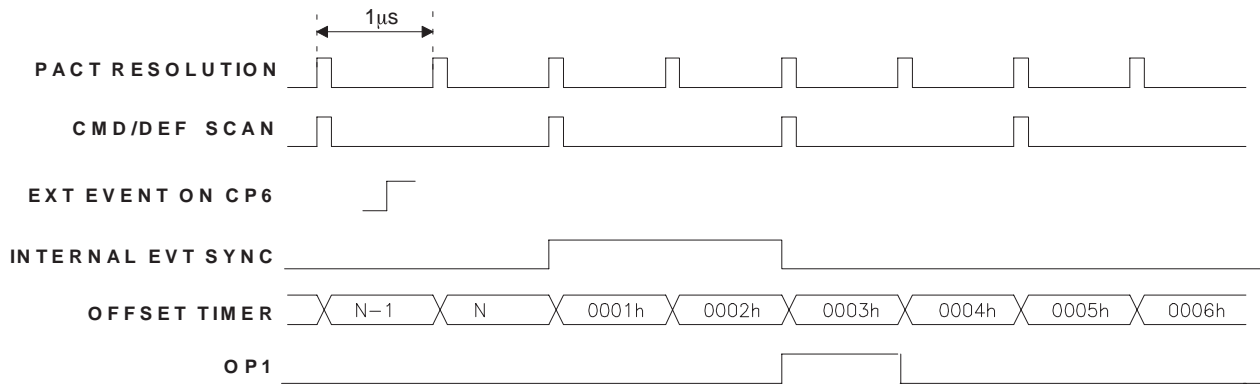 1μs
PACT RESOLUTION
CMD/DEF SCAN
EXT EVENT ON CP6
INTERNAL EVT SYNC
OFFSET TIMER N-1 N 0001h 0002h 0003h 0004h 0005h 0006h
OP1